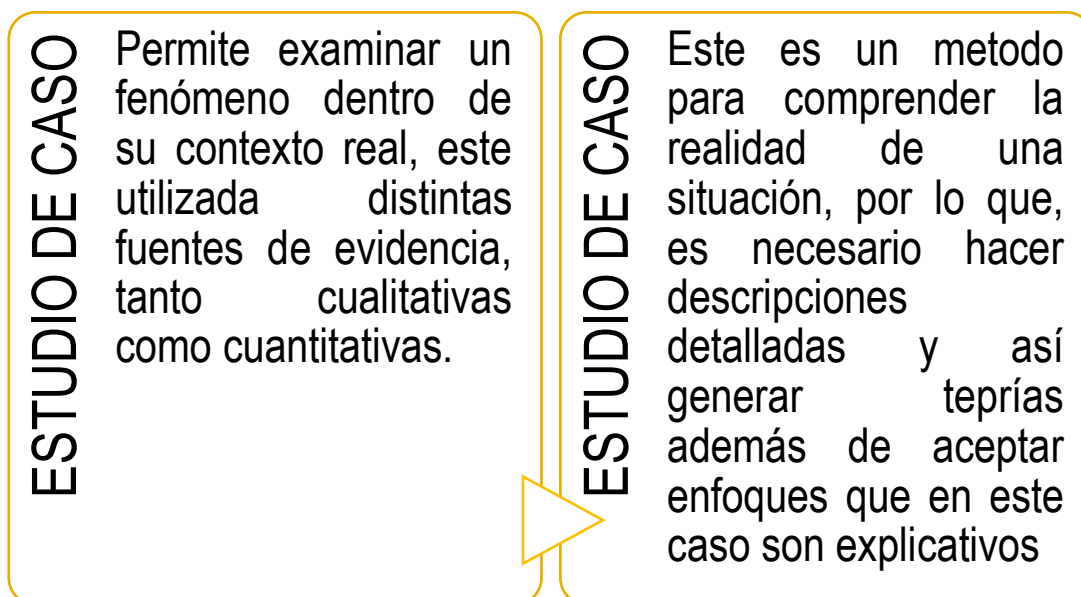 ESTUDIO DE CASO
Permite examinar un
fenómeno dentro de
su contexto real, este
utilizada distintas
fuentes de evidencia,
tanto cualitativas
como cuantitativas.
ESTUDIO DE CASO
Este es un metodo
para comprender la
realidad de una
situación, por lo que,
es necesario hacer
descripciones
detalladas y así
generar teprías
además de aceptar
enfoques que en este
caso son explicativos